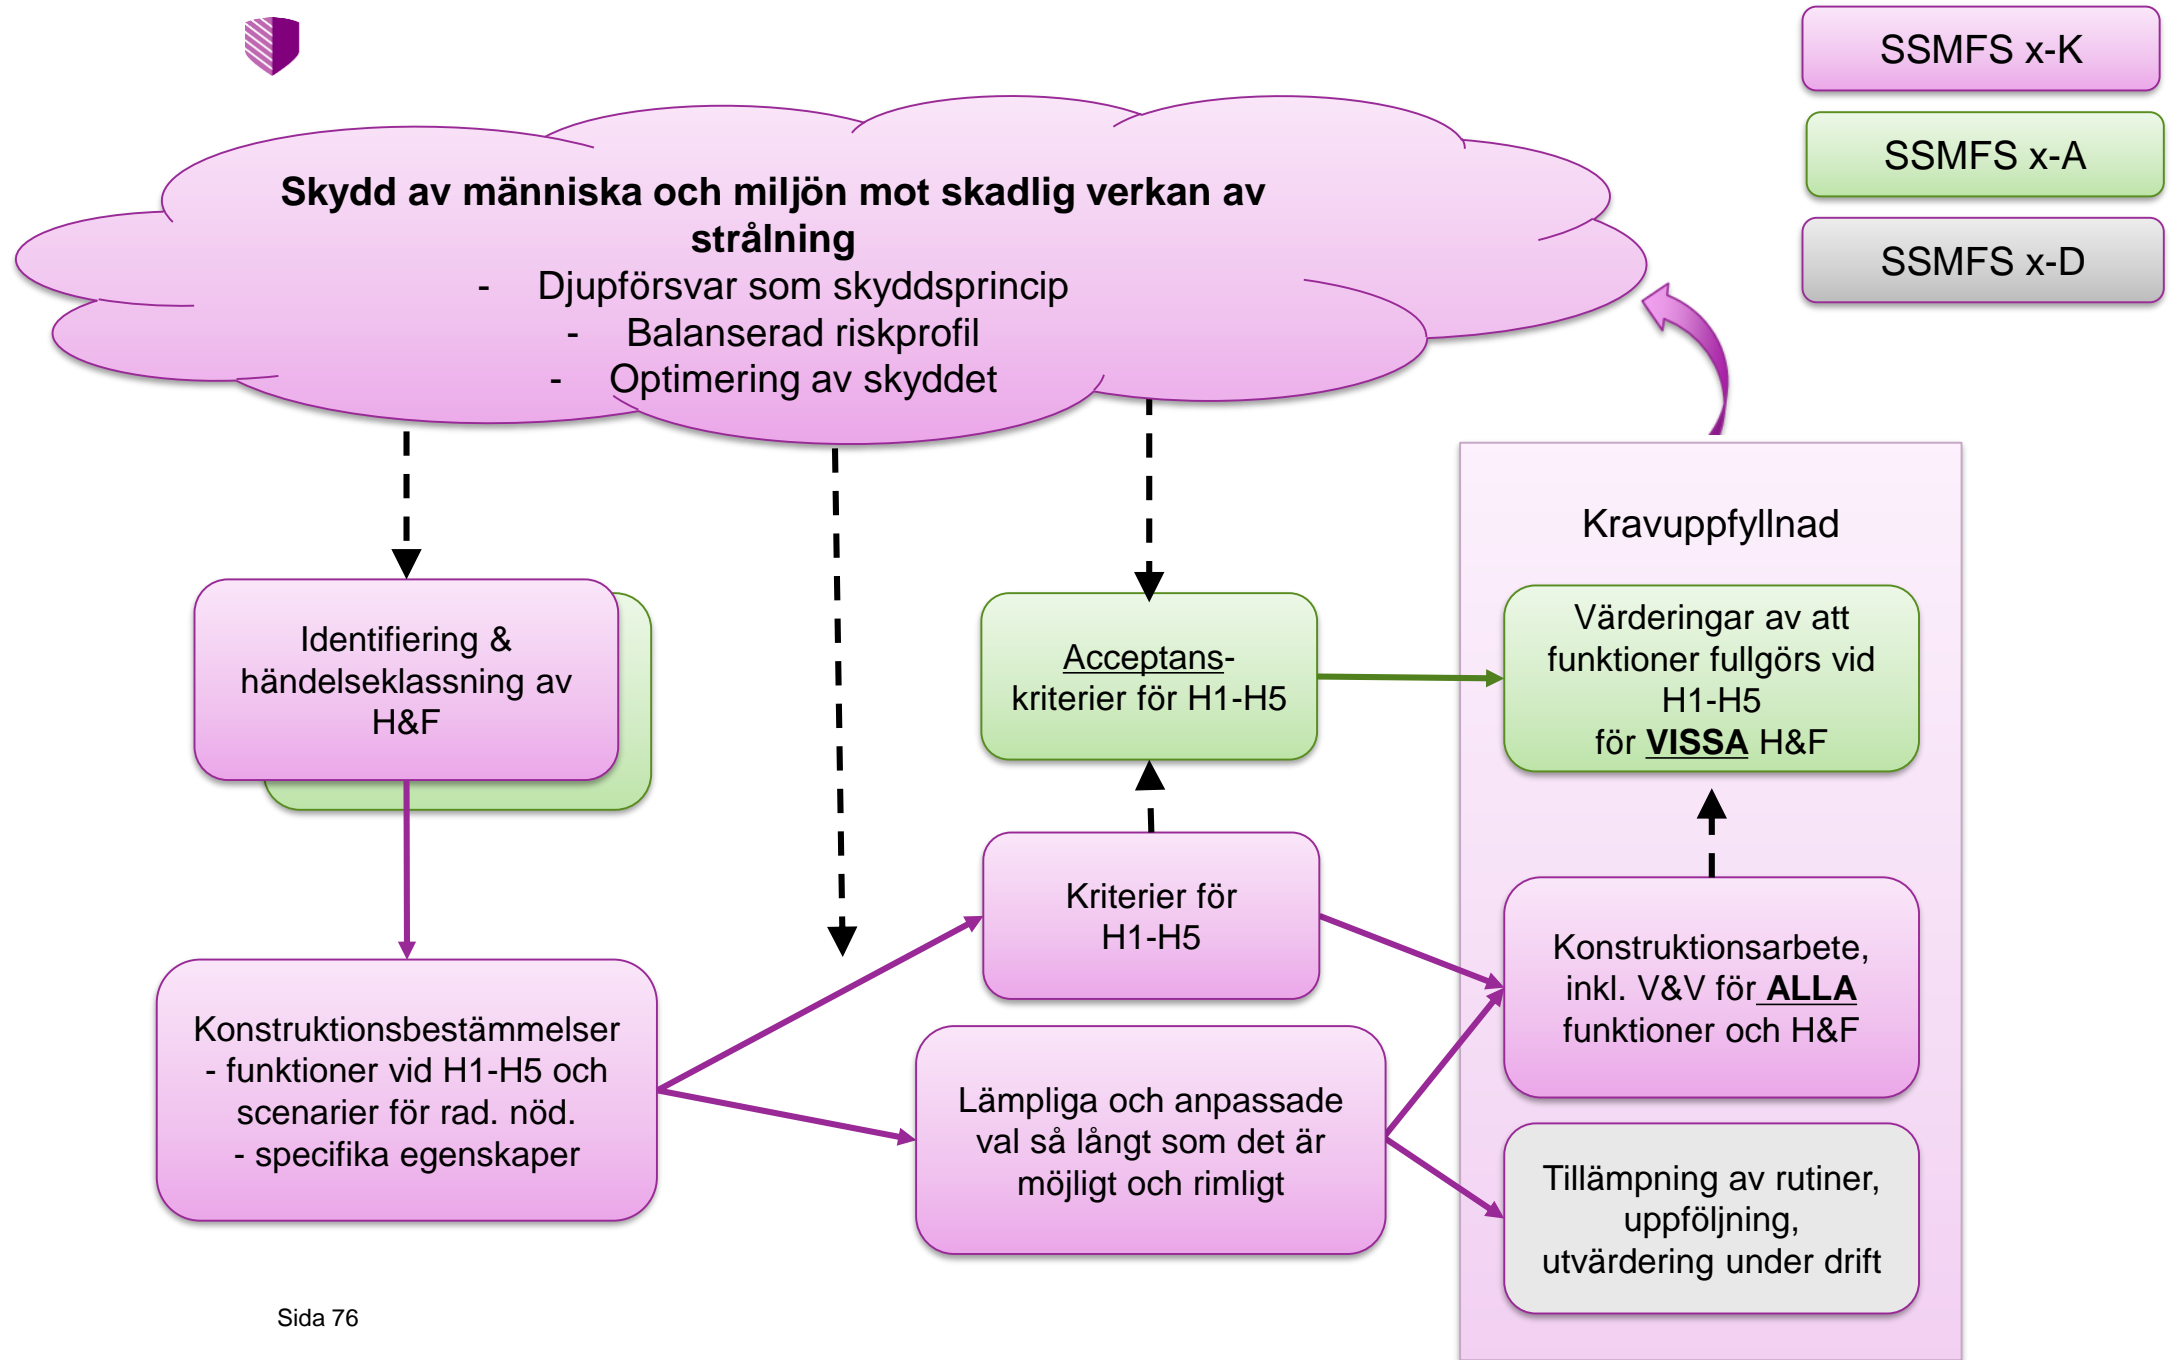 SSMFS x-K
SSMFS x-A
SSMFS x-D
Skydd av människa och miljön mot skadlig verkan av
strålning
- Djupförsvar som skyddsprincip
- Balanserad riskprofil
- Optimering av skyddet
Kravuppfyllnad
Identifiering &
händelseklassning av
H&F
Acceptans-
kriterier för H1-H5
Värderingar av att
funktioner fullgörs vid
H1-H5
för VISSA H&F
Kriterier för
H1-H5
Konstruktionsarbete,
inkl. V&V för ALLA
funktioner och H&F
Konstruktionsbestämmelser
- funktioner vid H1-H5 och
scenarier för rad. nöd.
- specifika egenskaper
Lämpliga och anpassade
val så långt som det är
möjligt och rimligt
Tillämpning av rutiner,
uppföljning,
utvärdering under drift
Sida 76